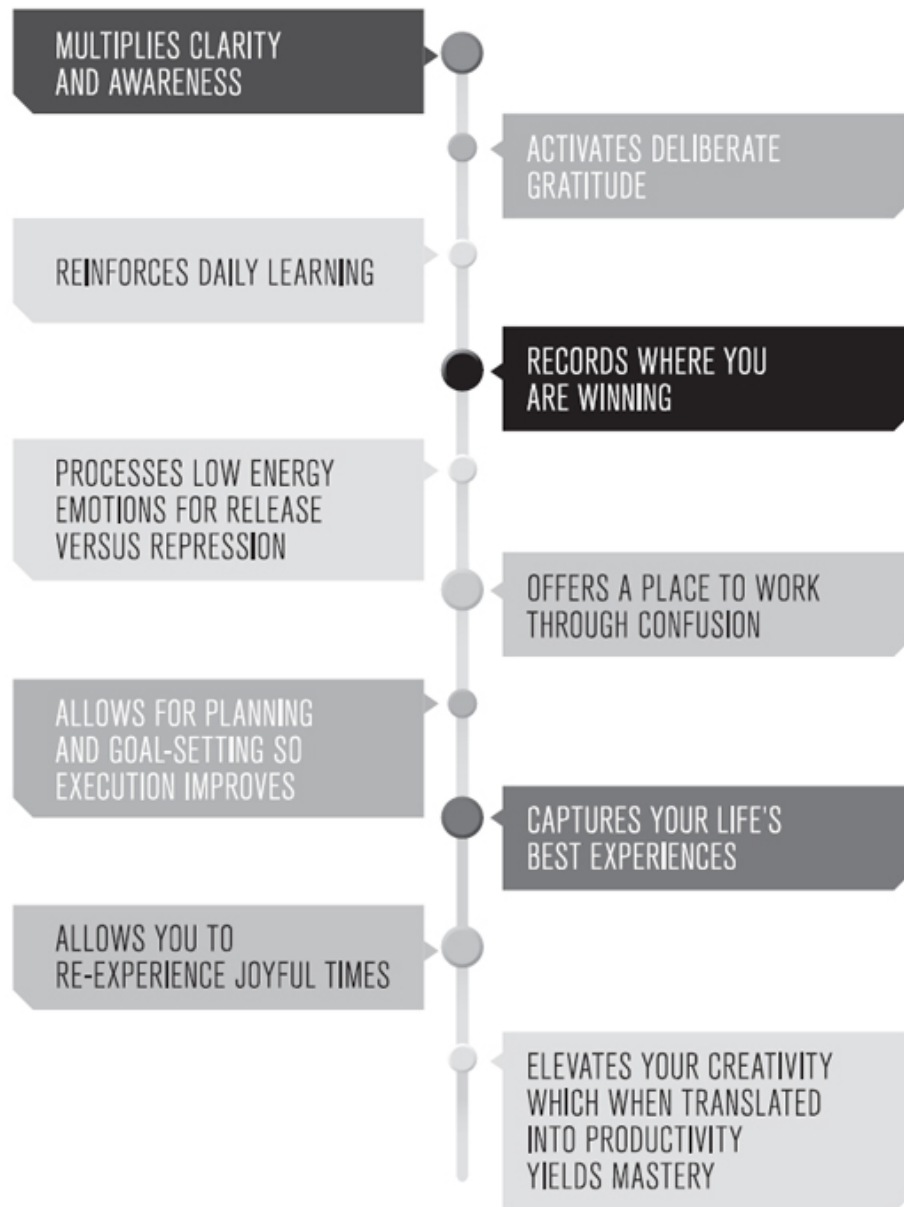 MULTIPLIES CLARITY
AND AWARENESS
ACTIVATES DELIBERATE
GRATITUDE
REINFORCES DAILY LEARNING
RECORDS WHERE YOU
ARE WINNING
PROCESSES LOW ENERGY
EMOTIONS FOR RELEASE
VERSUS REPRESSION
OFFERS A PLACE TO WORK
THROUGH CONFUSION
ALLOWS FOR PLANNING
AND GOAL-SETTING SO
EXECUTION IMPROVES
CAPTURES YOUR LIFE'S
BEST EXPERIENCES
ALLOWS YOU TO
RE-EXPERIENCE JOYFUL TIMES
ELEVATES YOUR CREATIVITY
WHICH WHEN TRANSLATED
INTO PRODUCTIVITY
YIELDS MASTERY